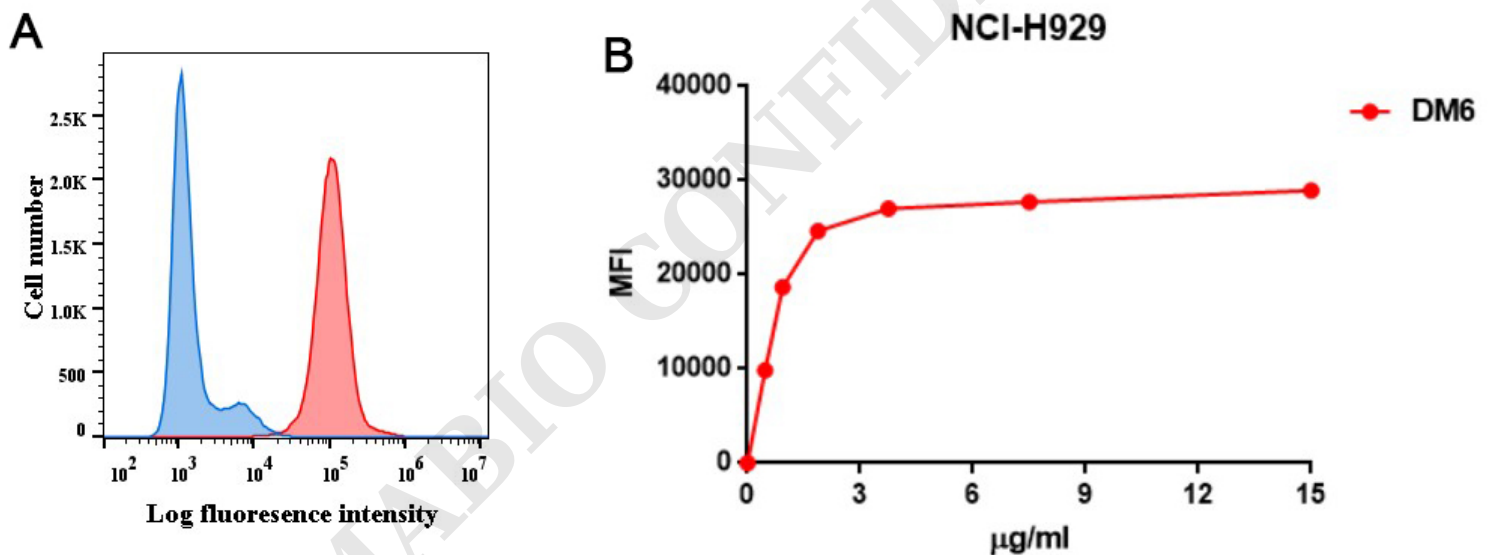 A
2.5K
2.0K
1.5K
1.0K
500
0
Cell number
10² 10³ 10⁴ 10⁵ 10⁶ 10⁷
Log fluoresence intensity
B
NCI-H929
40000
30000
20000
10000
0
MFI
0 3 6 9 12 15
μg/ml
DM6
MABIO CONFID